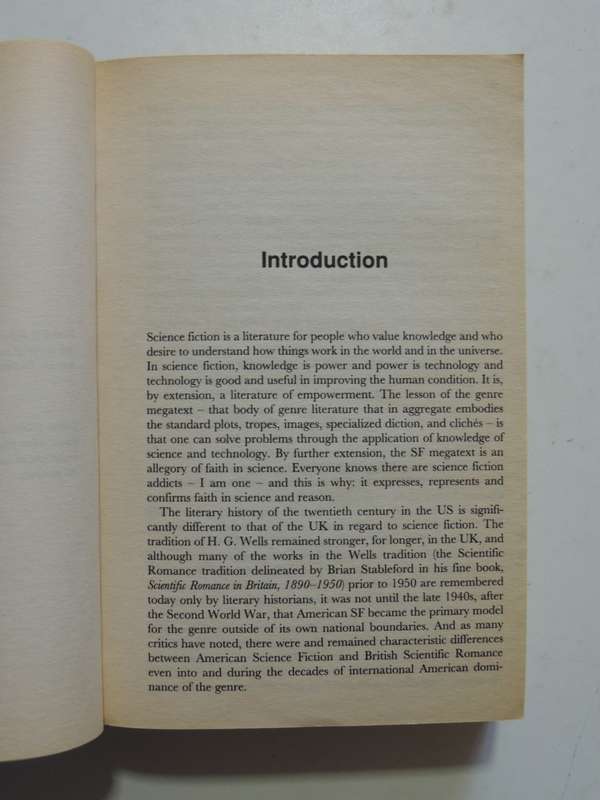 Introduction
Science fiction is a literature for people who value knowledge and who
desire to understand how things work in the world and in the universe.
In science fiction, knowledge is power and power is technology and
technology is good and useful in improving the human condition. It is,
by extension, a literature of empowerment. The lesson of the genre
megatext – that body of genre literature that in aggregate embodies
the standard plots, tropes, images, specialized diction, and clichés – is
that one can solve problems through the application of knowledge of
science and technology. By further extension, the SF megatext is an
allegory of faith in science. Everyone knows there are science fiction
addicts – I am one – and this is why: it expresses, represents and
confirms faith in science and reason.
The literary history of the twentieth century in the US is signifi-
cantly different to that of the UK in regard to science fiction. The
tradition of H. G. Wells remained stronger, for longer, in the UK, and
although many of the works in the Wells tradition (the Scientific
Romance tradition delineated by Brian Stableford in his fine book,
Scientific Romance in Britain, 1890–1950) prior to 1950 are remembered
today only by literary historians, it was not until the late 1940s, after
the Second World War, that American SF became the primary model
for the genre outside of its own national boundaries. And as many
critics have noted, there were and remained characteristic differences
between American Science Fiction and British Scientific Romance
even into and during the decades of international American domi-
nance of the genre.